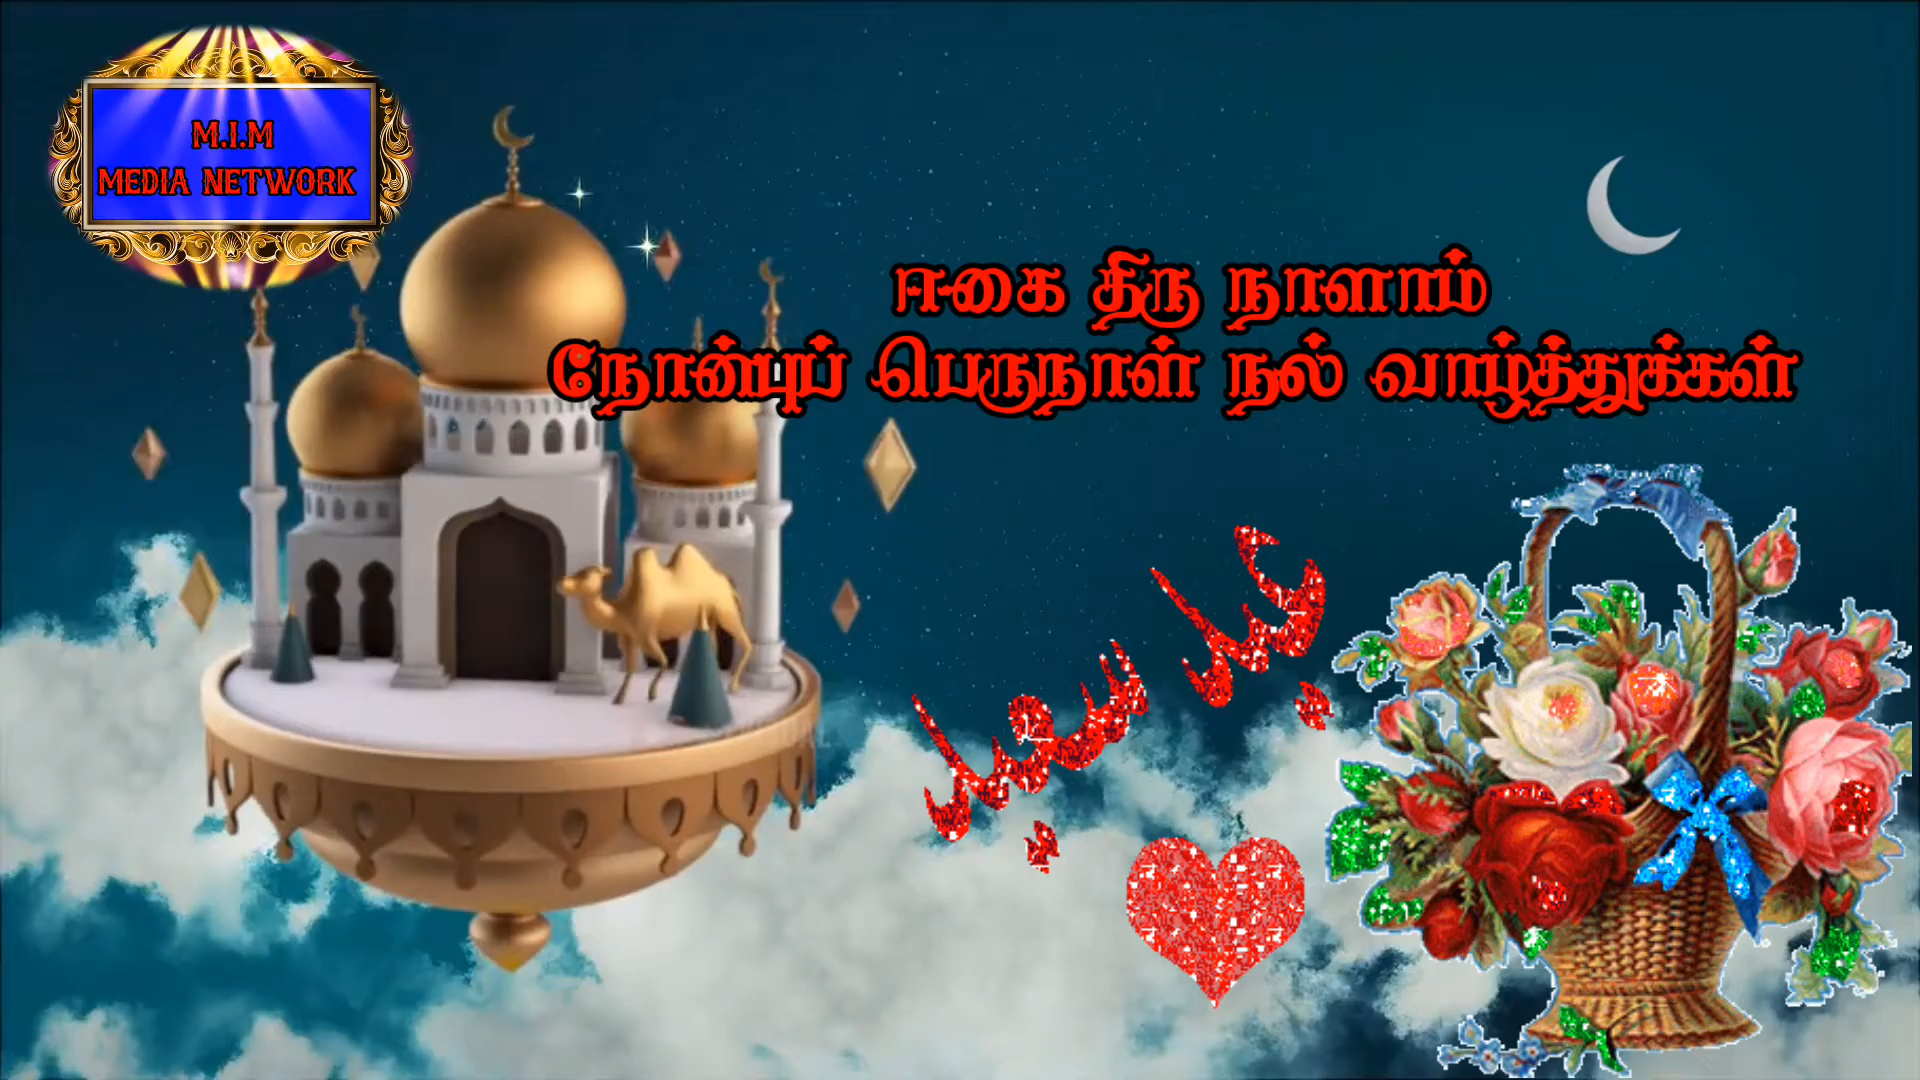 M.I.M
MEDIA NETWORK
ஈகை திரு நாளாம்
நோன்புப் பெருநாள் நல் வாழ்த்துக்கள்
عيد سعيد